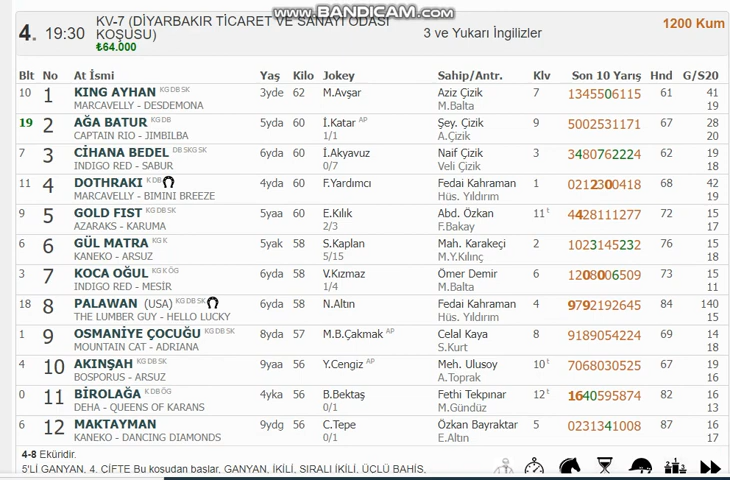 www.BANDICAM.com
4. 19:30 KV-7 (DİYARBAKIR TİCARET VE SANAYİ ODASI KOŞUSU) 3 ve Yukarı İngilizler 1200 Kum
₺64.000
Blt No At İsmi Yaş Kilo Jokey Sahip/Antr. Klv Son 10 Yarış Hnd G/S20
10 1 KING AYHAN KG DB SK 3yde 62 M.Avşar Aziz Çizik 7 1345506115 61 41
MARCAVELLY - DESDEMONA M.Balta 19
19 2 AĞA BATUR KG DB 5yda 60 İ.Katar AP Şey. Çizik 9 5002531171 67 28
CAPTAIN RIO - JIMBILBA 1/1 A.Çizik 20
7 3 CİHANA BEDEL DB SKG SK 6yda 60 İ.Akyavuz Naif Çizik 3 3480762224 62 19
INDIGO RED - SABUR 0/7 Veli Çizik 18
11 4 DOTHRAKI K DB 4yda 60 F.Yardımcı Fedai Kahraman 1 0212300418 68 42
MARCAVELLY - BIMINI BREEZE Hüs. Yıldırım 19
9 5 GOLD FIST KG DB SK 5yaa 60 E.Kılık Abd. Özkan 11 t 4428111277 72 15
AZARAKS - KARUMA 2/3 F.Bakay 17
6 6 GÜL MATRA KG K 5yak 58 S.Kaplan Mah. Karakeçi 2 1023145232 76 15
KANEKO - ARSUZ 5/15 M.Y.Kılınç 18
3 7 KOCA OĞUL KG K ÖG 6yda 58 V.Kızmaz Ömer Demir 6 1208006509 73 15
INDIGO RED - MESİR 1/4 M.Balta 11
18 8 PALAWAN (USA) KG DB SK 6yda 58 N.Altın Fedai Kahraman 4 9792192645 84 140
THE LUMBER GUY - HELLO LUCKY Hüs. Yıldırım 15
1 9 OSMANİYE ÇOCUĞU KG DB SK 8yda 57 M.B.Çakmak AP Celal Kaya 8 9189054224 69 14
MOUNTAIN CAT - ADRIANA S.Kurt 18
4 10 AKINŞAH KG DB SK 9yaa 56 Y.Cengiz AP Meh. Ulusoy 10 t 7068030525 67 19
BOSPORUS - ARSUZ A.Toprak 16
0 11 BİROLAĞA K DB ÖG 4yka 56 B.Bektaş Fethi Tekpınar 12 t 1640595874 82 16
DEHA - QUEENS OF KARANS 0/1 M.Gündüz 13
6 12 MAKTAYMAN 9ydg 56 C.Tepe Özkan Bayraktar 5 0231341008 87 16
KANEKO - DANCING DIAMONDS 0/1 E.Altın 17
4-8 Eküridir.
5'Lİ GANYAN, 4. ÇİFTE Bu koşudan başlar, GANYAN, İKİLİ, SIRALI İKİLİ, ÜÇLÜ BAHİS,